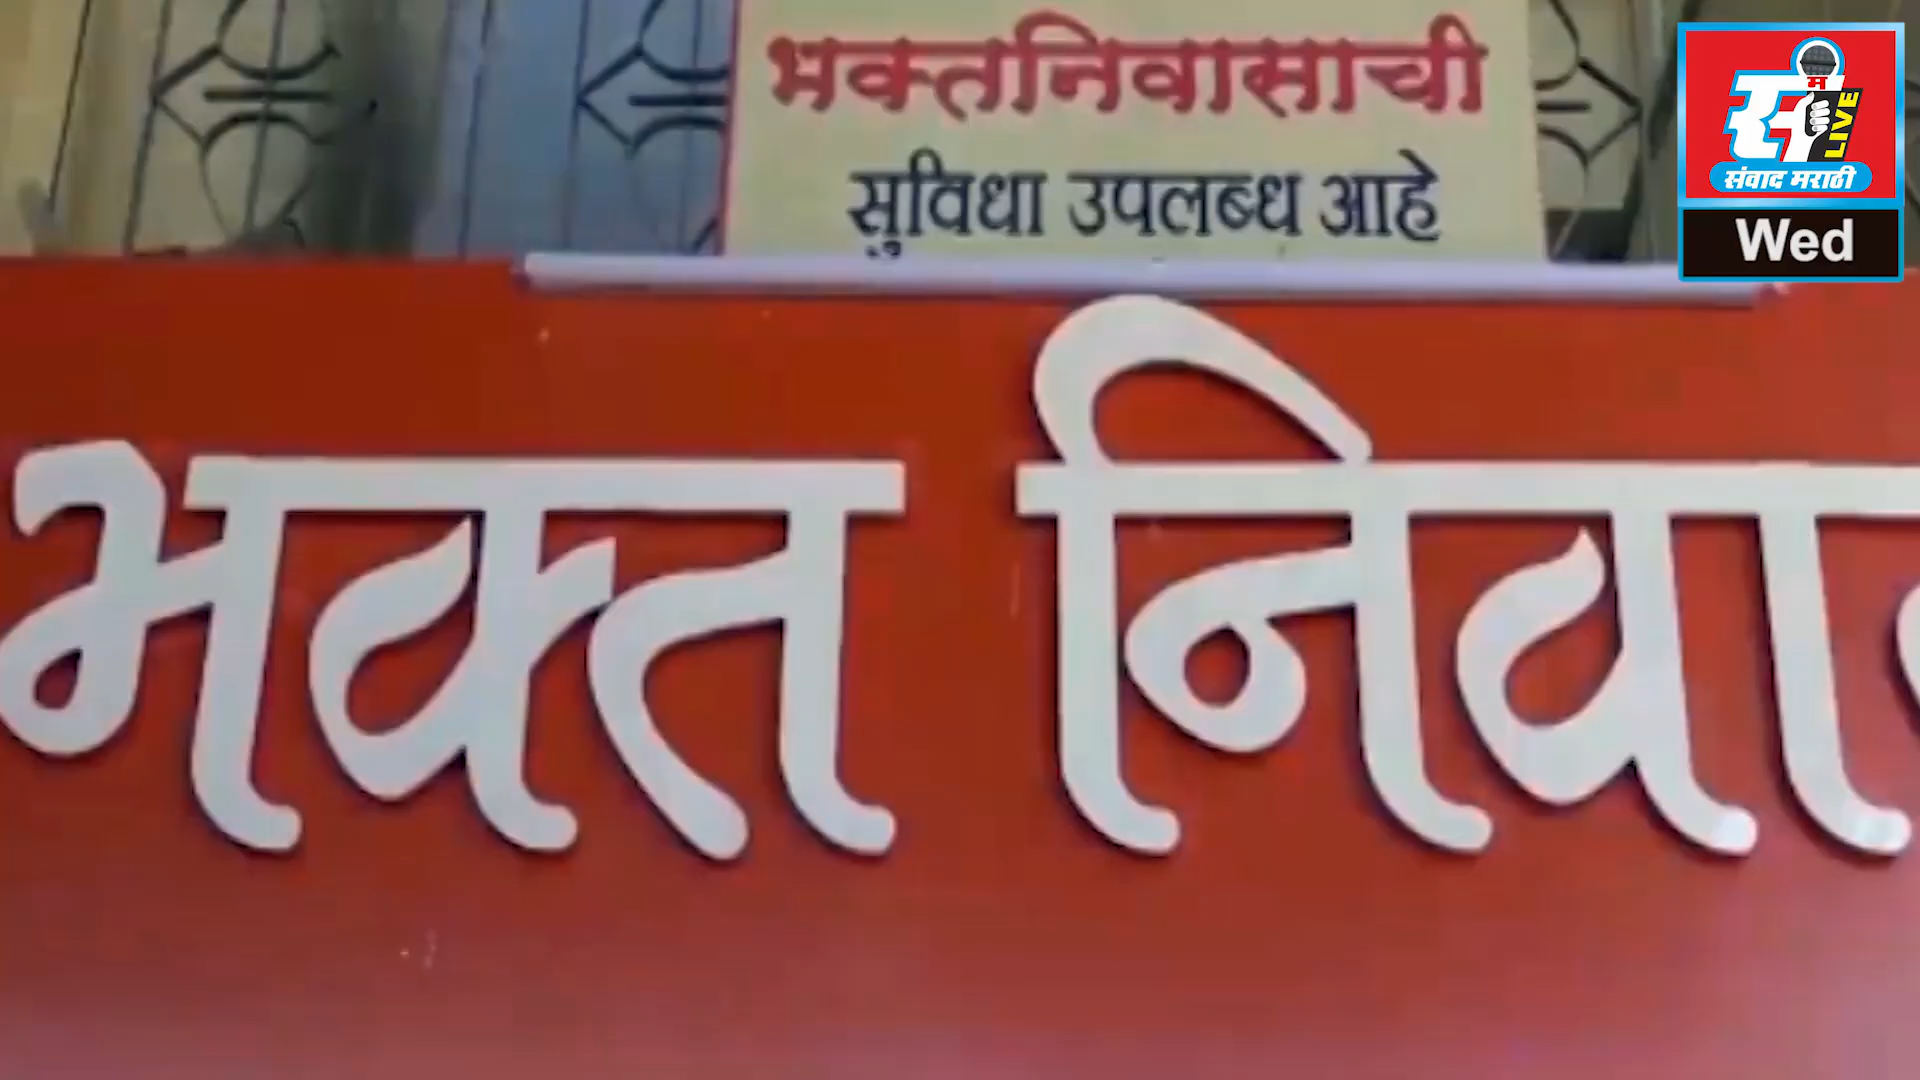 भक्तनिवासाची
सुविधा उपलब्ध आहे
म
LIVE
संवाद मराठी
Wed
भक्त निवा